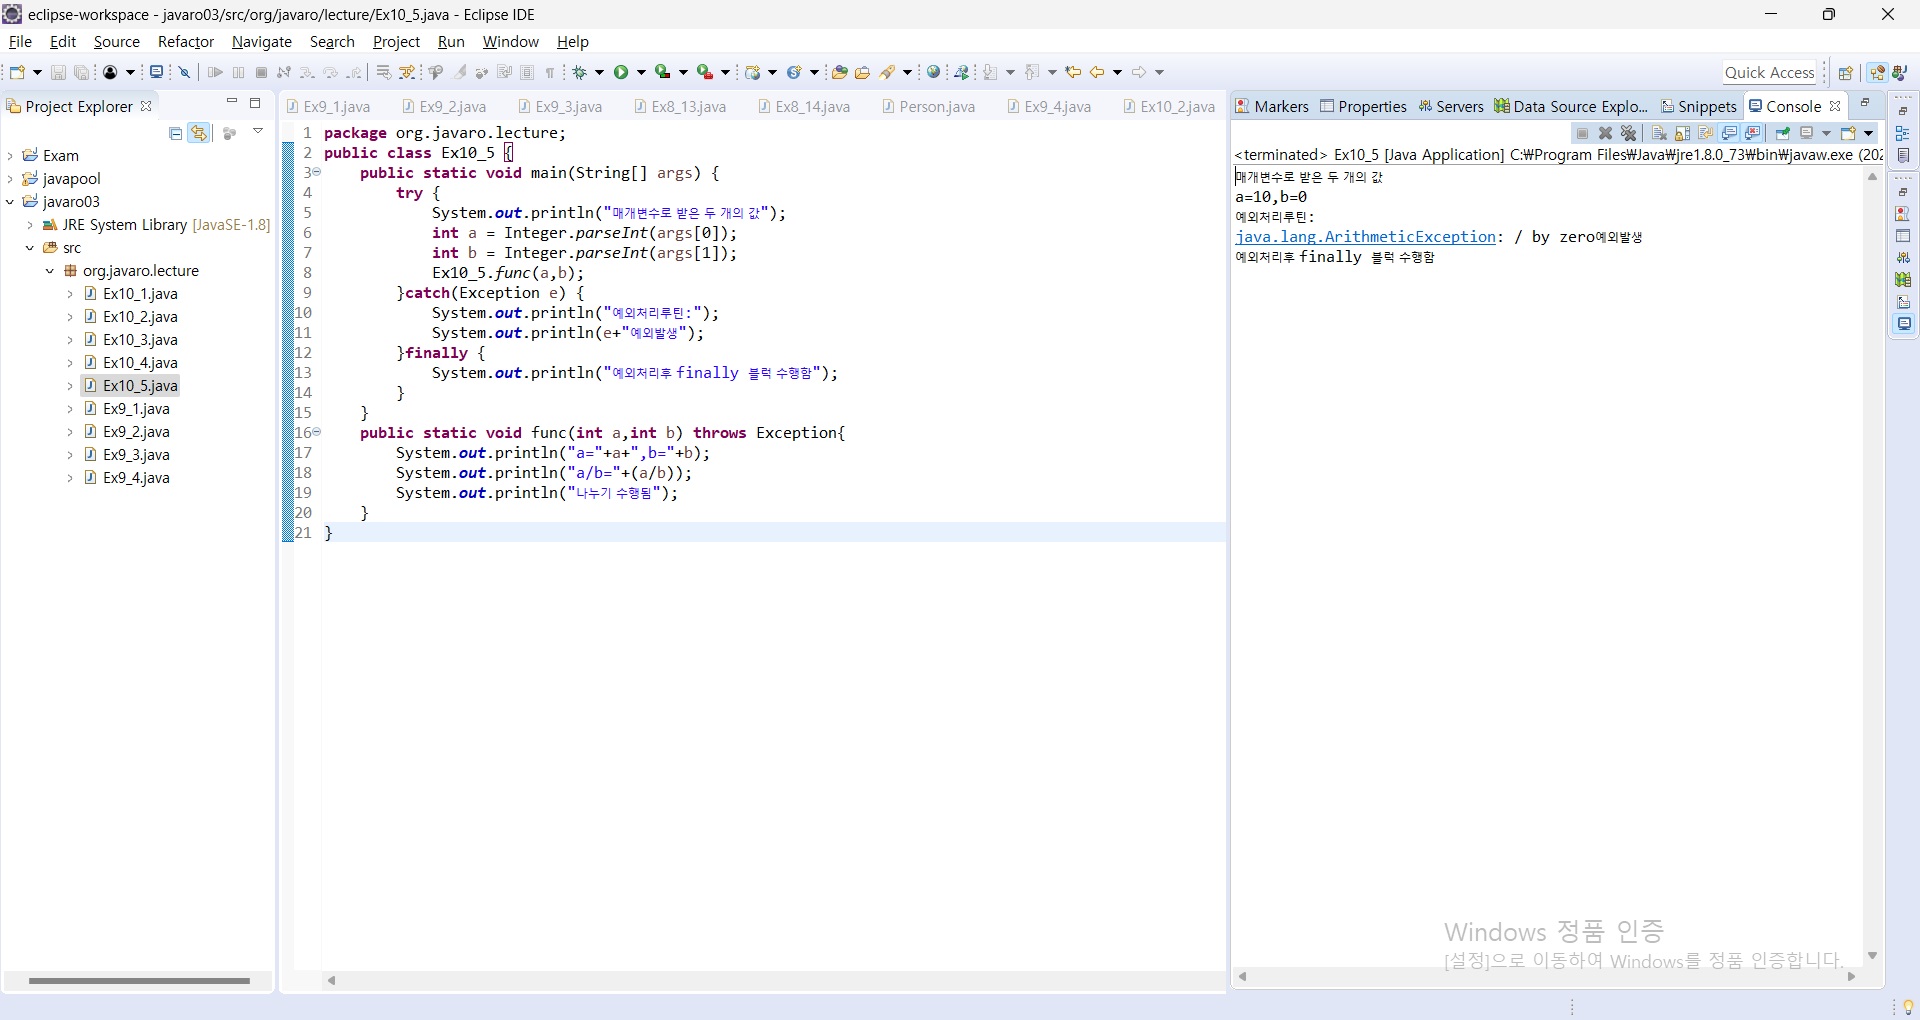 eclipse-workspace - javaro03/src/org/javaro/lecture/Ex10_5.java - Eclipse IDE
File Edit Source Refactor Navigate Search Project Run Window Help
Quick Access
Project Explorer
Exam
javapool
javaro03
JRE System Library [JavaSE-1.8]
src
org.javaro.lecture
Ex10_1.java
Ex10_2.java
Ex10_3.java
Ex10_4.java
Ex10_5.java
Ex9_1.java
Ex9_2.java
Ex9_3.java
Ex9_4.java
Ex9_1.java Ex9_2.java Ex9_3.java Ex8_13.java Ex8_14.java Person.java Ex9_4.java Ex10_2.java
1 package org.javaro.lecture;
2 public class Ex10_5 {
3 public static void main(String[] args) {
4 try {
5 System.out.println("매개변수로 받은 두 개의 값");
6 int a = Integer.parseInt(args[0]);
7 int b = Integer.parseInt(args[1]);
8 Ex10_5.func(a,b);
9 }catch(Exception e) {
10 System.out.println("예외처리루틴:");
11 System.out.println(e+"예외발생");
12 }finally {
13 System.out.println("예외처리후 finally 블럭 수행함");
14 }
15 }
16 public static void func(int a,int b) throws Exception{
17 System.out.println("a="+a+",b="+b);
18 System.out.println("a/b="+(a/b));
19 System.out.println("나누기 수행됨");
20 }
21 }
Markers Properties Servers Data Source Explo... Snippets Console
<terminated> Ex10_5 [Java Application] C:₩Program Files₩Java₩jre1.8.0_73₩bin₩javaw.exe (202
매개변수로 받은 두 개의 값
a=10,b=0
예외처리루틴:
java.lang.ArithmeticException: / by zero예외발생
예외처리후 finally 블럭 수행함
Windows 정품 인증
[설정]으로 이동하여 Windows를 정품 인증합니다.